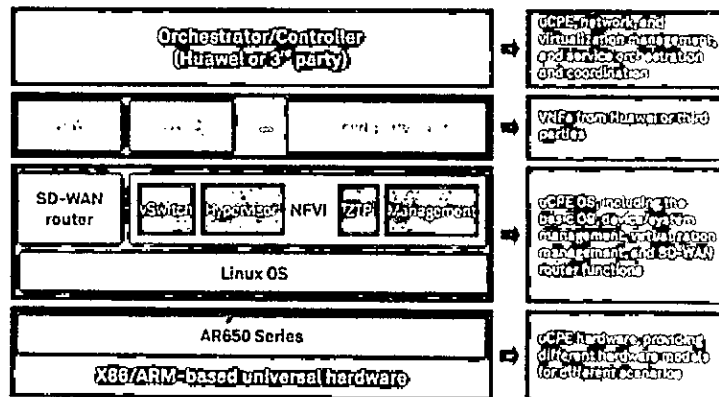 Orchestrator/Controller
(Huawei or 3rd party)
uCPE, network, and
virtualization management,
and service orchestration
and coordination
VNFs from Huawei or third
parties
SD-WAN
router
vSwitch
Hypervisor
NFVI
ZTP
Management
Linux OS
uCPE OS, including the
basic OS, device/system
management, virtualization
management, and SD-WAN
router functions
AR650 Series
X86/ARM-based universal hardware
uCPE hardware, providing
different hardware models
for different scenarios